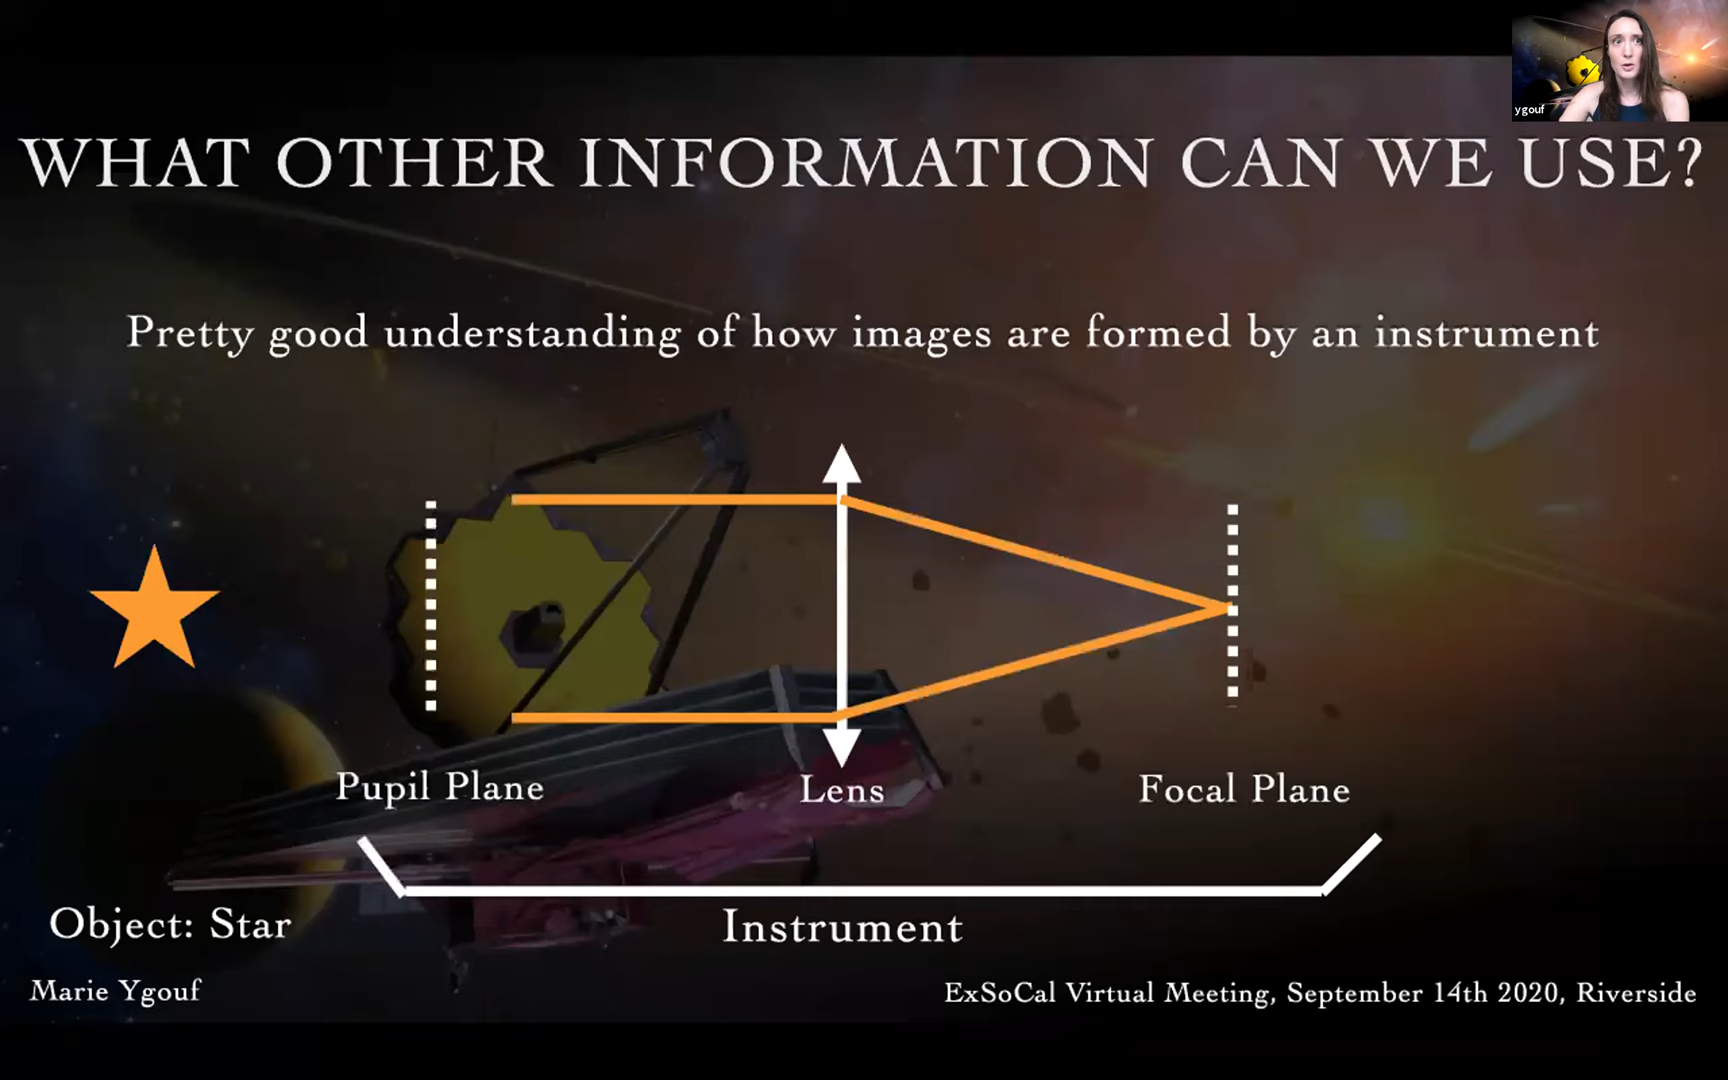 ygouf
WHAT OTHER INFORMATION CAN WE USE?
Pretty good understanding of how images are formed by an instrument
Pupil Plane
Lens
Focal Plane
Object: Star
Instrument
Marie Ygouf
ExSoCal Virtual Meeting, September 14th 2020, Riverside